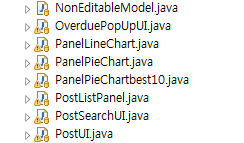 NonEditableModel.java
OverduePopUpUI.java
PanelLineChart.java
PanelPieChart.java
PanelPieChartbest10.java
PostListPanel.java
PostSearchUI.java
PostUI.java